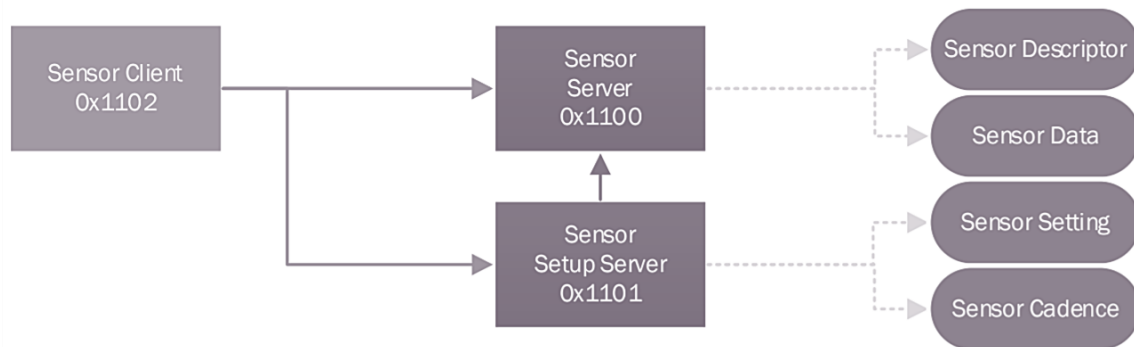 Sensor Client
0x1102
Sensor
Server
0x1100
Sensor
Setup Server
0x1101
Sensor Descriptor
Sensor Data
Sensor Setting
Sensor Cadence